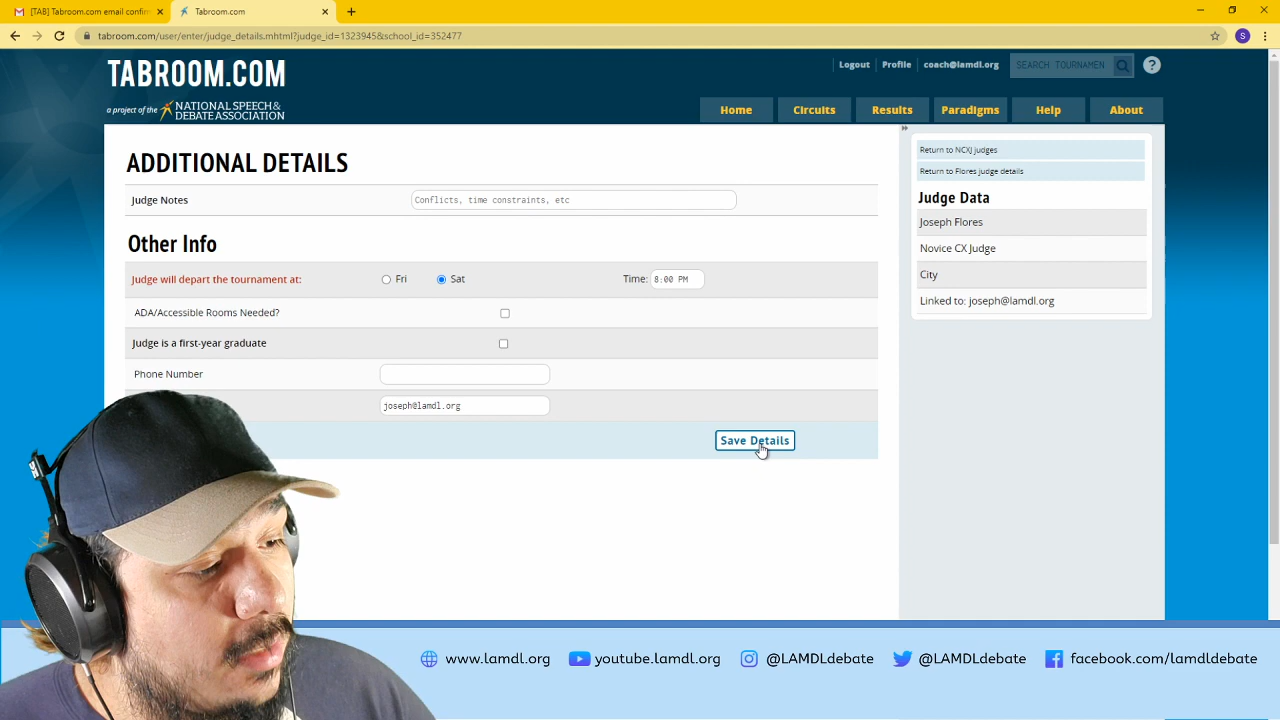 [TAB] Tabroom.com email confirm
Tabroom.com
tabroom.com/user/enter/judge_details.mhtml?judge_id=1323945&school_id=352477
S
TABROOM.COM
a project of the NATIONAL SPEECH & DEBATE ASSOCIATION
Logout Profile coach@lamdl.org SEARCH TOURNAMEN ?
Home Circuits Results Paradigms Help About
ADDITIONAL DETAILS
Judge Notes Conflicts, time constraints, etc
Other Info
Judge will depart the tournament at: Fri Sat Time: 8:00 PM
ADA/Accessible Rooms Needed?
Judge is a first-year graduate
Phone Number
joseph@lamdl.org
Save Details
Return to NCXJ judges
Return to Flores judge details
Judge Data
Joseph Flores
Novice CX Judge
City
Linked to: joseph@lamdl.org
www.lamdl.org youtube.lamdl.org @LAMDLdebate @LAMDLdebate facebook.com/lamdldebate